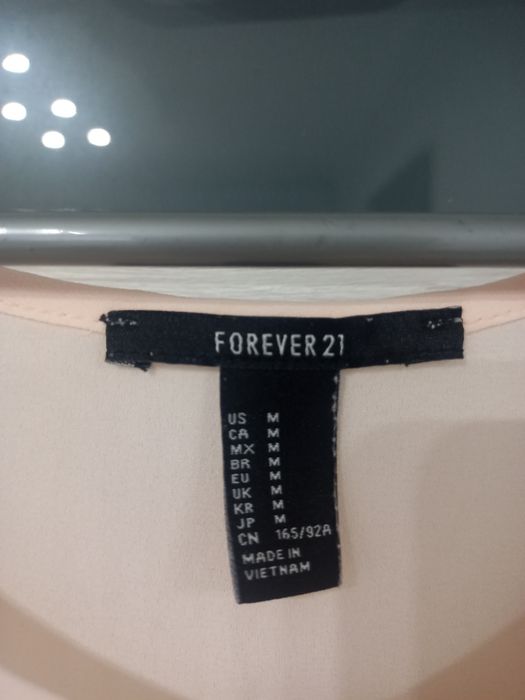 FOREVER 21
US M
CA M
MX M
BR M
EU M
UK M
KR M
JP M
CN 165/92A
MADE IN
VIETNAM